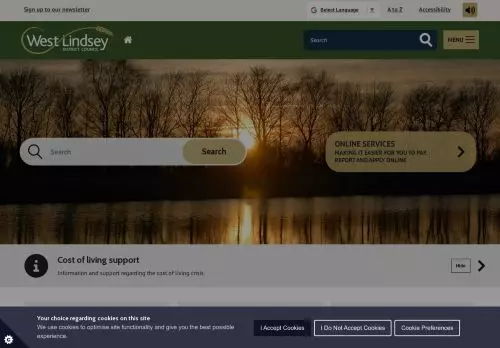 Sign up to our newsletter
Select Language
A to Z
Accessibility
West Lindsey
DISTRICT COUNCIL
Search
MENU
Search
Search
ONLINE SERVICES
MAKING IT EASIER FOR YOU TO PAY,
REPORT AND APPLY ONLINE
Cost of living support
Information and support regarding the cost of living crisis.
Hide
Your choice regarding cookies on this site
We use cookies to optimise site functionality and give you the best possible
experience.
I Accept Cookies
I Do Not Accept Cookies
Cookie Preferences